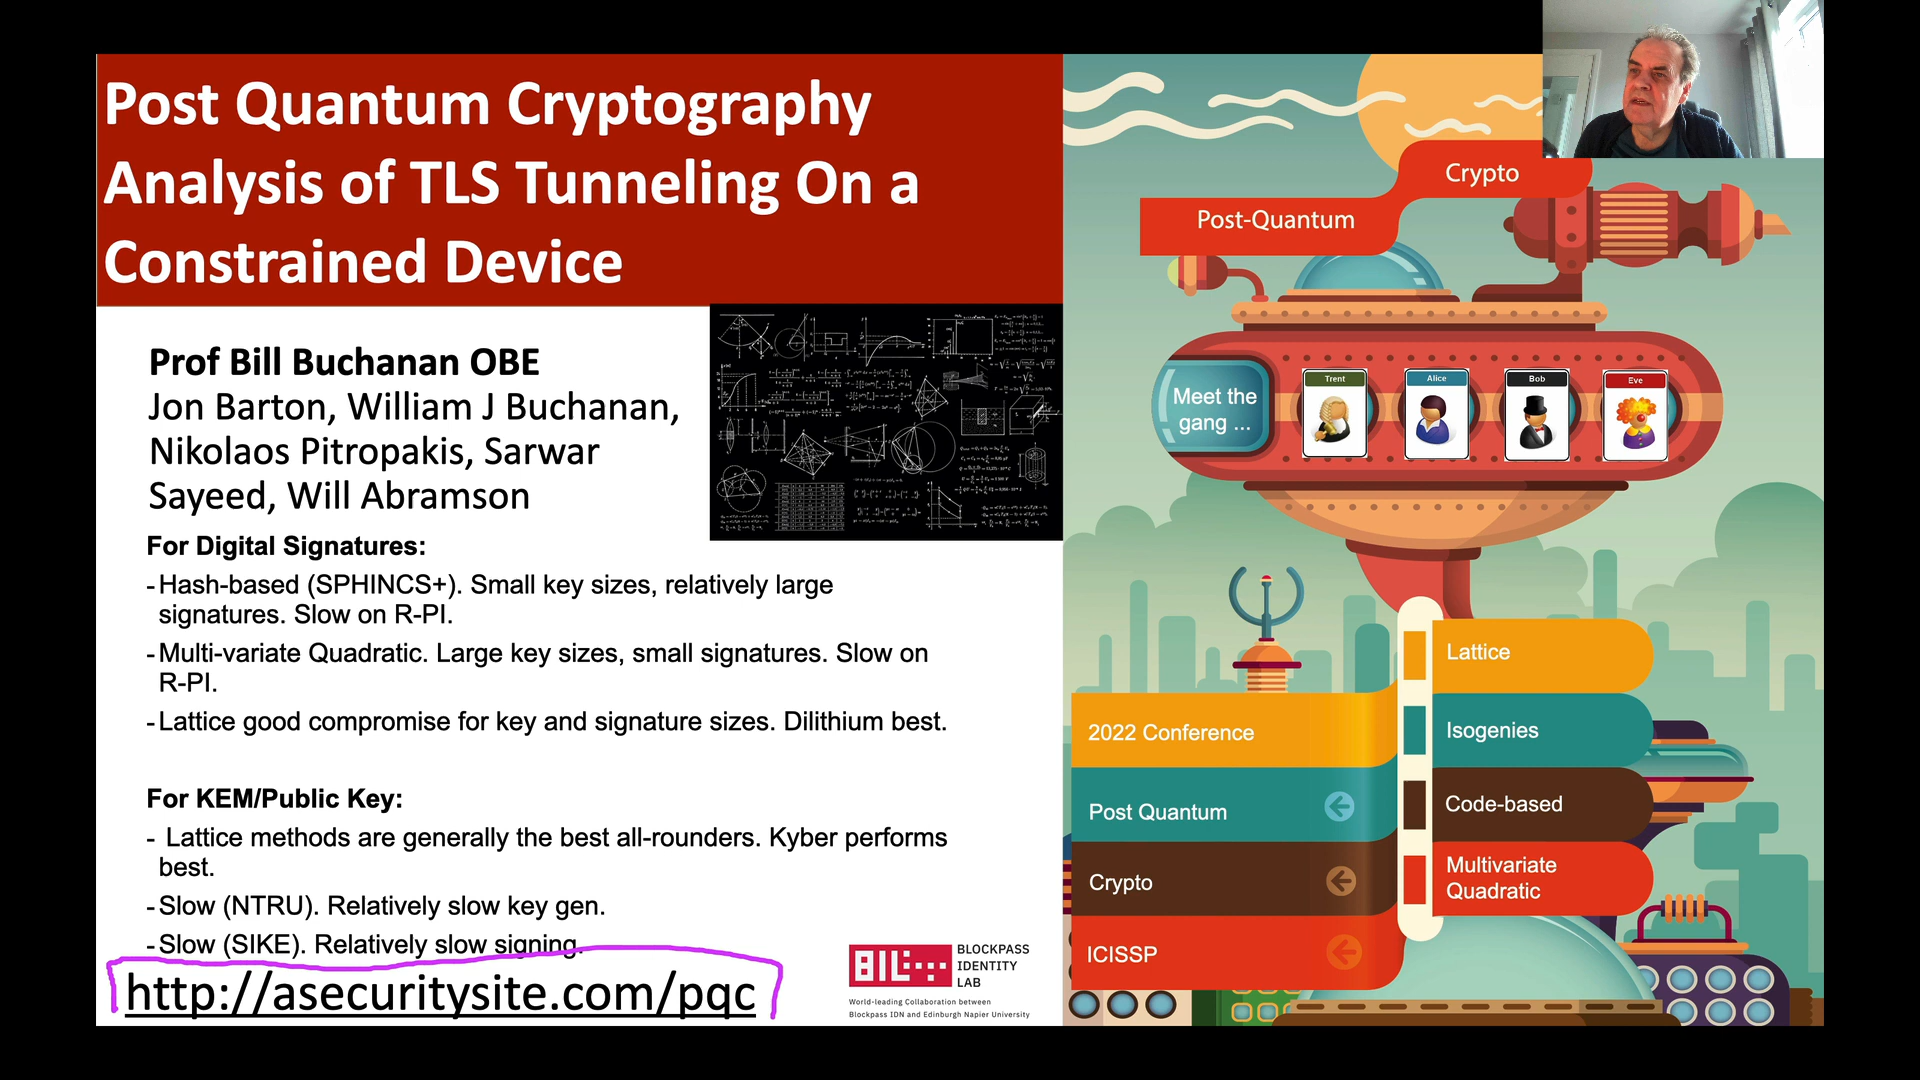 Post Quantum Cryptography
Analysis of TLS Tunneling On a
Constrained Device
Prof Bill Buchanan OBE
Jon Barton, William J Buchanan,
Nikolaos Pitropakis, Sarwar
Sayeed, Will Abramson
For Digital Signatures:
- Hash-based (SPHINCS+). Small key sizes, relatively large
signatures. Slow on R-PI.
- Multi-variate Quadratic. Large key sizes, small signatures. Slow on
R-PI.
- Lattice good compromise for key and signature sizes. Dilithium best.
For KEM/Public Key:
- Lattice methods are generally the best all-rounders. Kyber performs
best.
- Slow (NTRU). Relatively slow key gen.
- Slow (SIKE). Relatively slow signing.
http://asecuritysite.com/pqc
BIL
BLOCKPASS
IDENTITY
LAB
World-leading Collaboration between
Blockpass IDN and Edinburgh Napier University
Crypto
Post-Quantum
Meet the
gang ...
Trent
Alice
Bob
Eve
Lattice
Isogenies
Code-based
Multivariate
Quadratic
2022 Conference
Post Quantum
Crypto
ICISSP